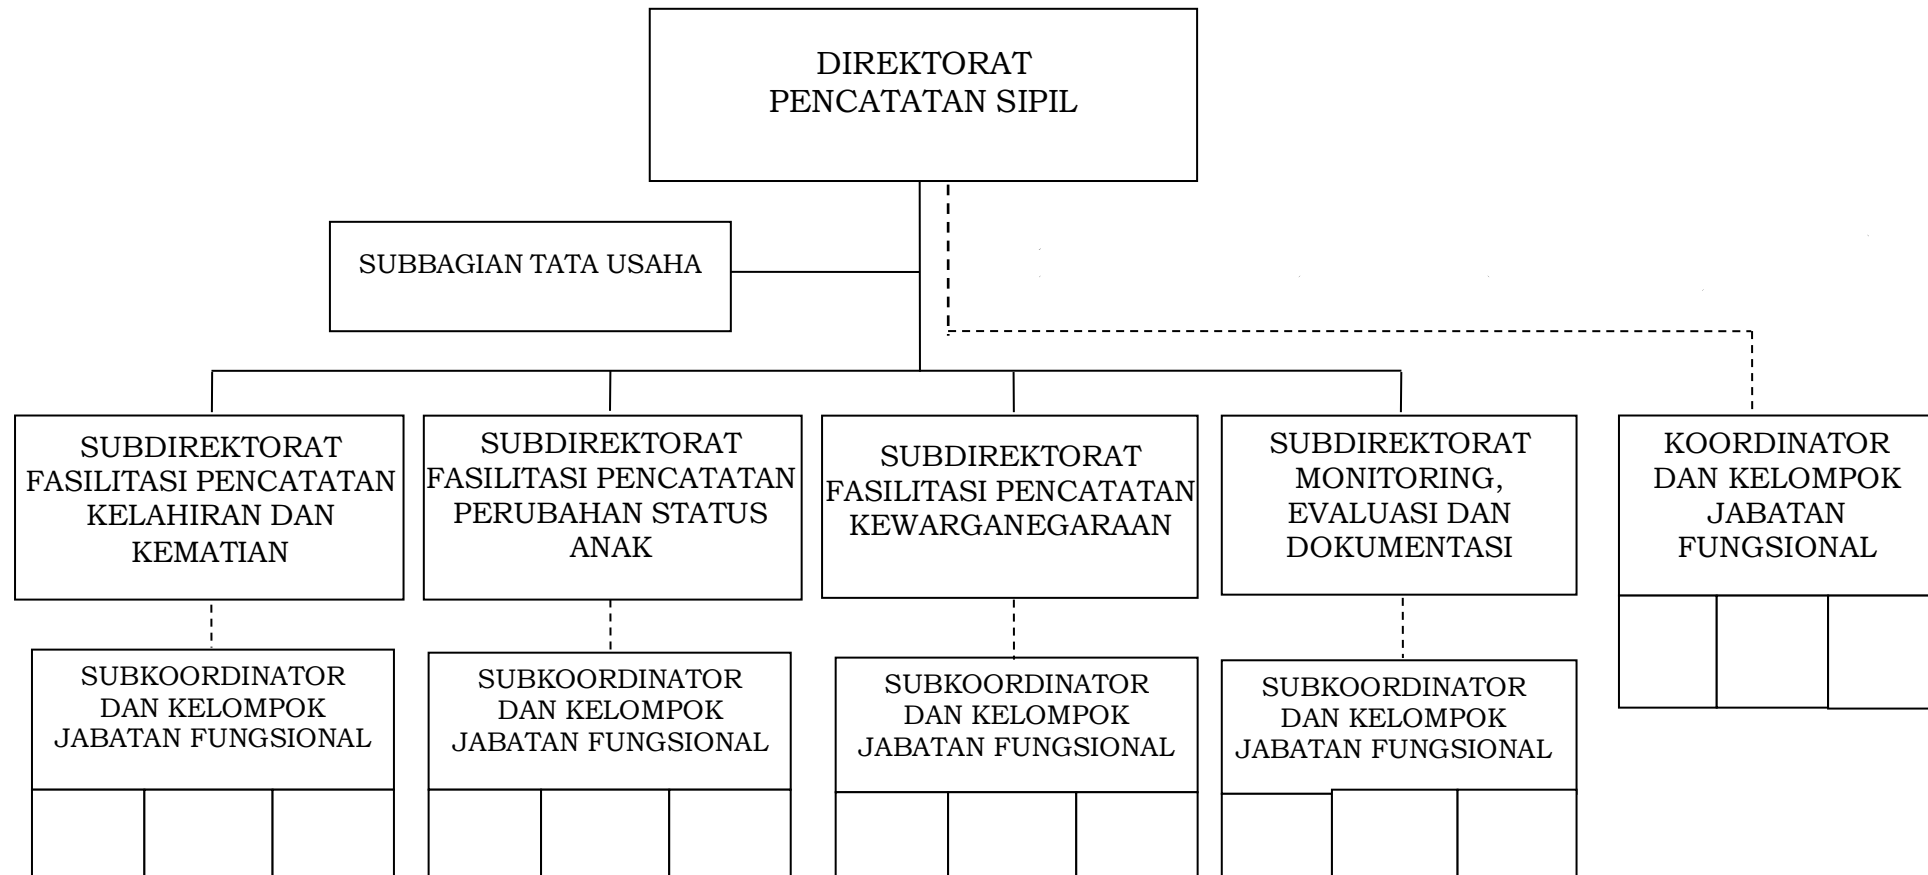 DIREKTORAT
PENCATATAN SIPIL
SUBBAGIAN TATA USAHA
SUBDIREKTORAT
FASILITASI PENCATATAN
KELAHIRAN DAN
KEMATIAN
SUBDIREKTORAT
FASILITASI PENCATATAN
PERUBAHAN STATUS
ANAK
SUBDIREKTORAT
FASILITASI PENCATATAN
KEWARGANEGARAAN
SUBDIREKTORAT
MONITORING,
EVALUASI DAN
DOKUMENTASI
KOORDINATOR
DAN KELOMPOK
JABATAN
FUNGSIONAL
SUBKOORDINATOR
DAN KELOMPOK
JABATAN FUNGSIONAL
SUBKOORDINATOR
DAN KELOMPOK
JABATAN FUNGSIONAL
SUBKOORDINATOR
DAN KELOMPOK
JABATAN FUNGSIONAL
SUBKOORDINATOR
DAN KELOMPOK
JABATAN FUNGSIONAL